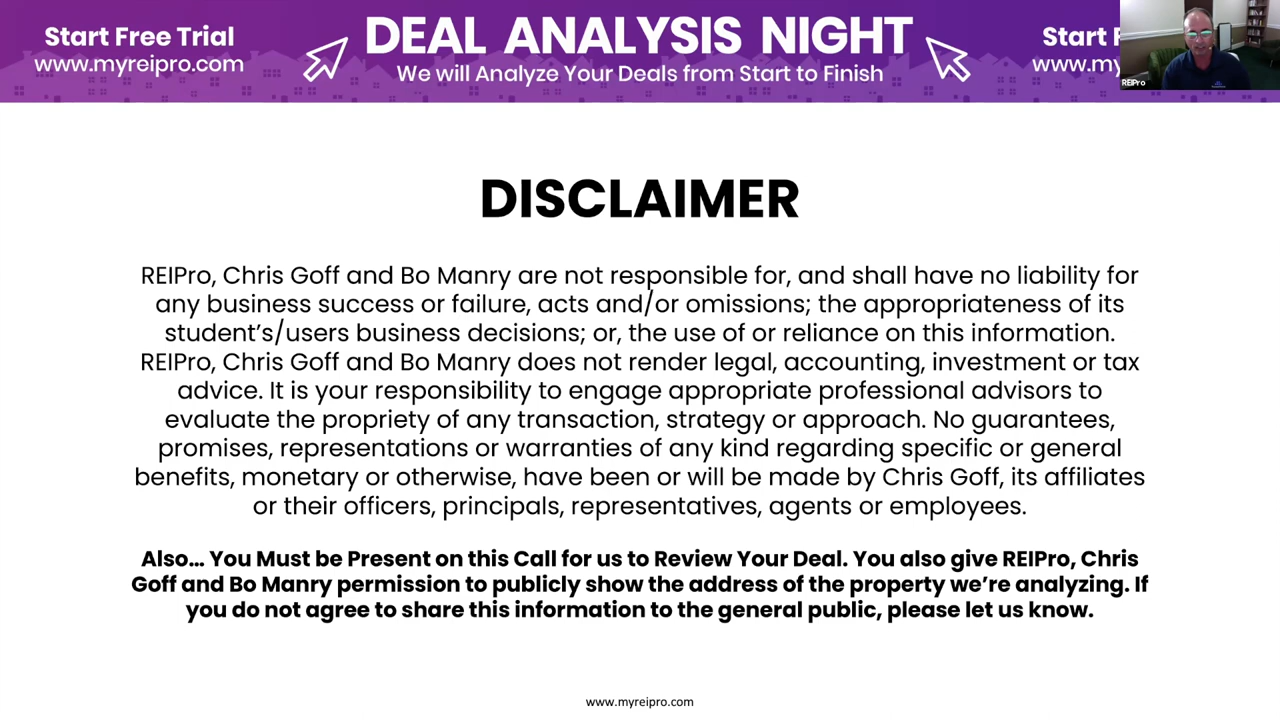 Start Free Trial
www.myreipro.com
DEAL ANALYSIS NIGHT
We will Analyze Your Deals from Start to Finish
Start F
www.my
REIPro
DISCLAIMER
REIPro, Chris Goff and Bo Manry are not responsible for, and shall have no liability for
any business success or failure, acts and/or omissions; the appropriateness of its
student's/users business decisions; or, the use of or reliance on this information.
REIPro, Chris Goff and Bo Manry does not render legal, accounting, investment or tax
advice. It is your responsibility to engage appropriate professional advisors to
evaluate the propriety of any transaction, strategy or approach. No guarantees,
promises, representations or warranties of any kind regarding specific or general
benefits, monetary or otherwise, have been or will be made by Chris Goff, its affiliates
or their officers, principals, representatives, agents or employees.
Also... You Must be Present on this Call for us to Review Your Deal. You also give REIPro, Chris
Goff and Bo Manry permission to publicly show the address of the property we're analyzing. If
you do not agree to share this information to the general public, please let us know.
www.myreipro.com